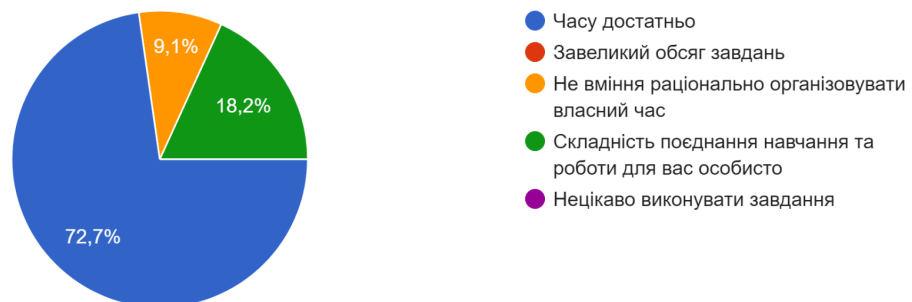 9,1%
18,2%
72,7%
Часу достатньо
Завеликий обсяг завдань
Не вміння раціонально організовувати
власний час
Складність поєднання навчання та
роботи для вас особисто
Нецікаво виконувати завдання